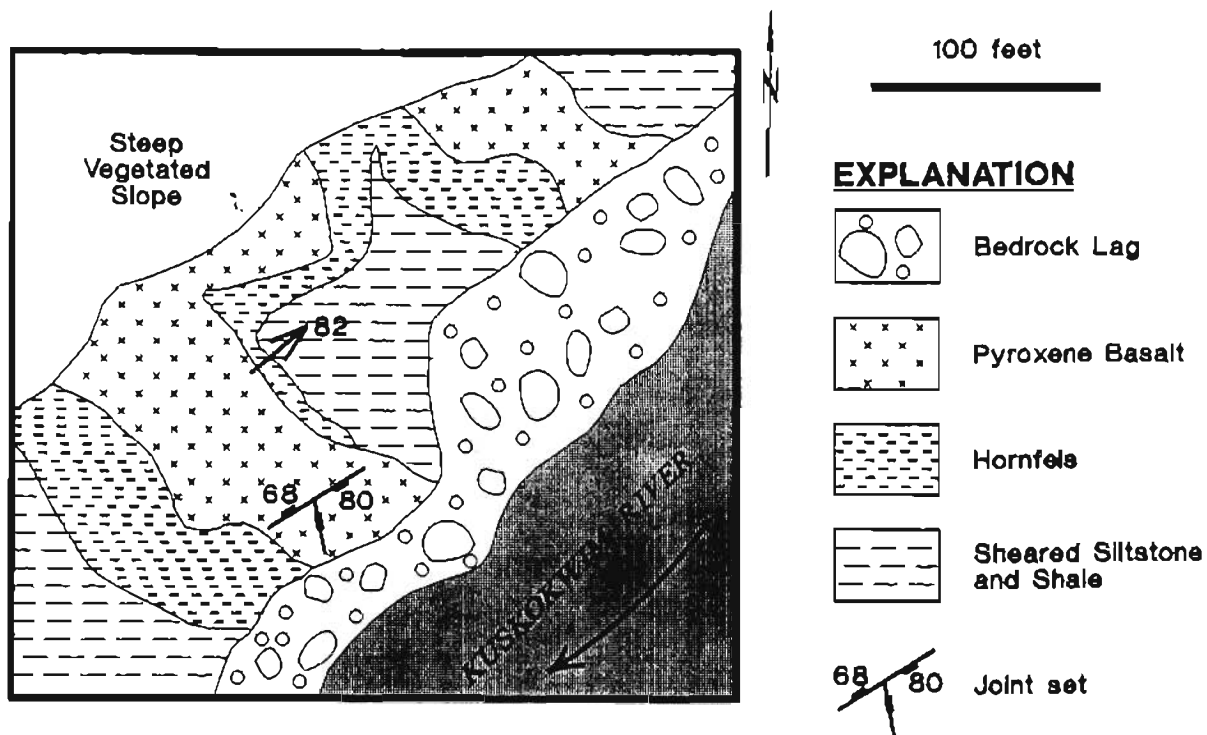 Steep
Vegetated
Slope
82
68 80
KUSKOKWIM RIVER
N
100 feet
EXPLANATION
Bedrock Lag
Pyroxene Basalt
Hornfels
Sheared Siltstone
and Shale
68 80 Joint set